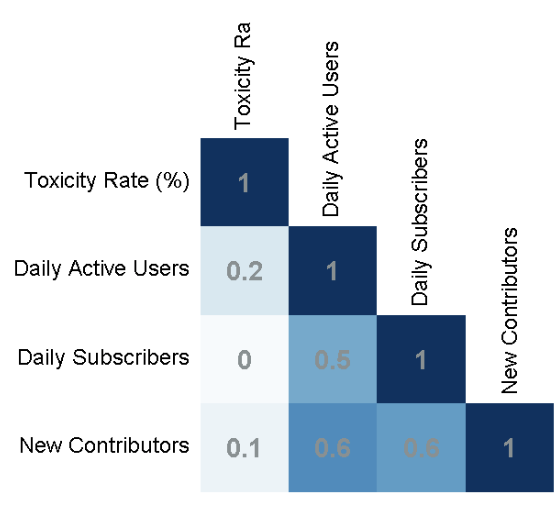 Toxicity Ra
Daily Active Users
Daily Subscribers
New Contributors
Toxicity Rate (%) 1
Daily Active Users 0.2 1
Daily Subscribers 0 0.5 1
New Contributors 0.1 0.6 0.6 1